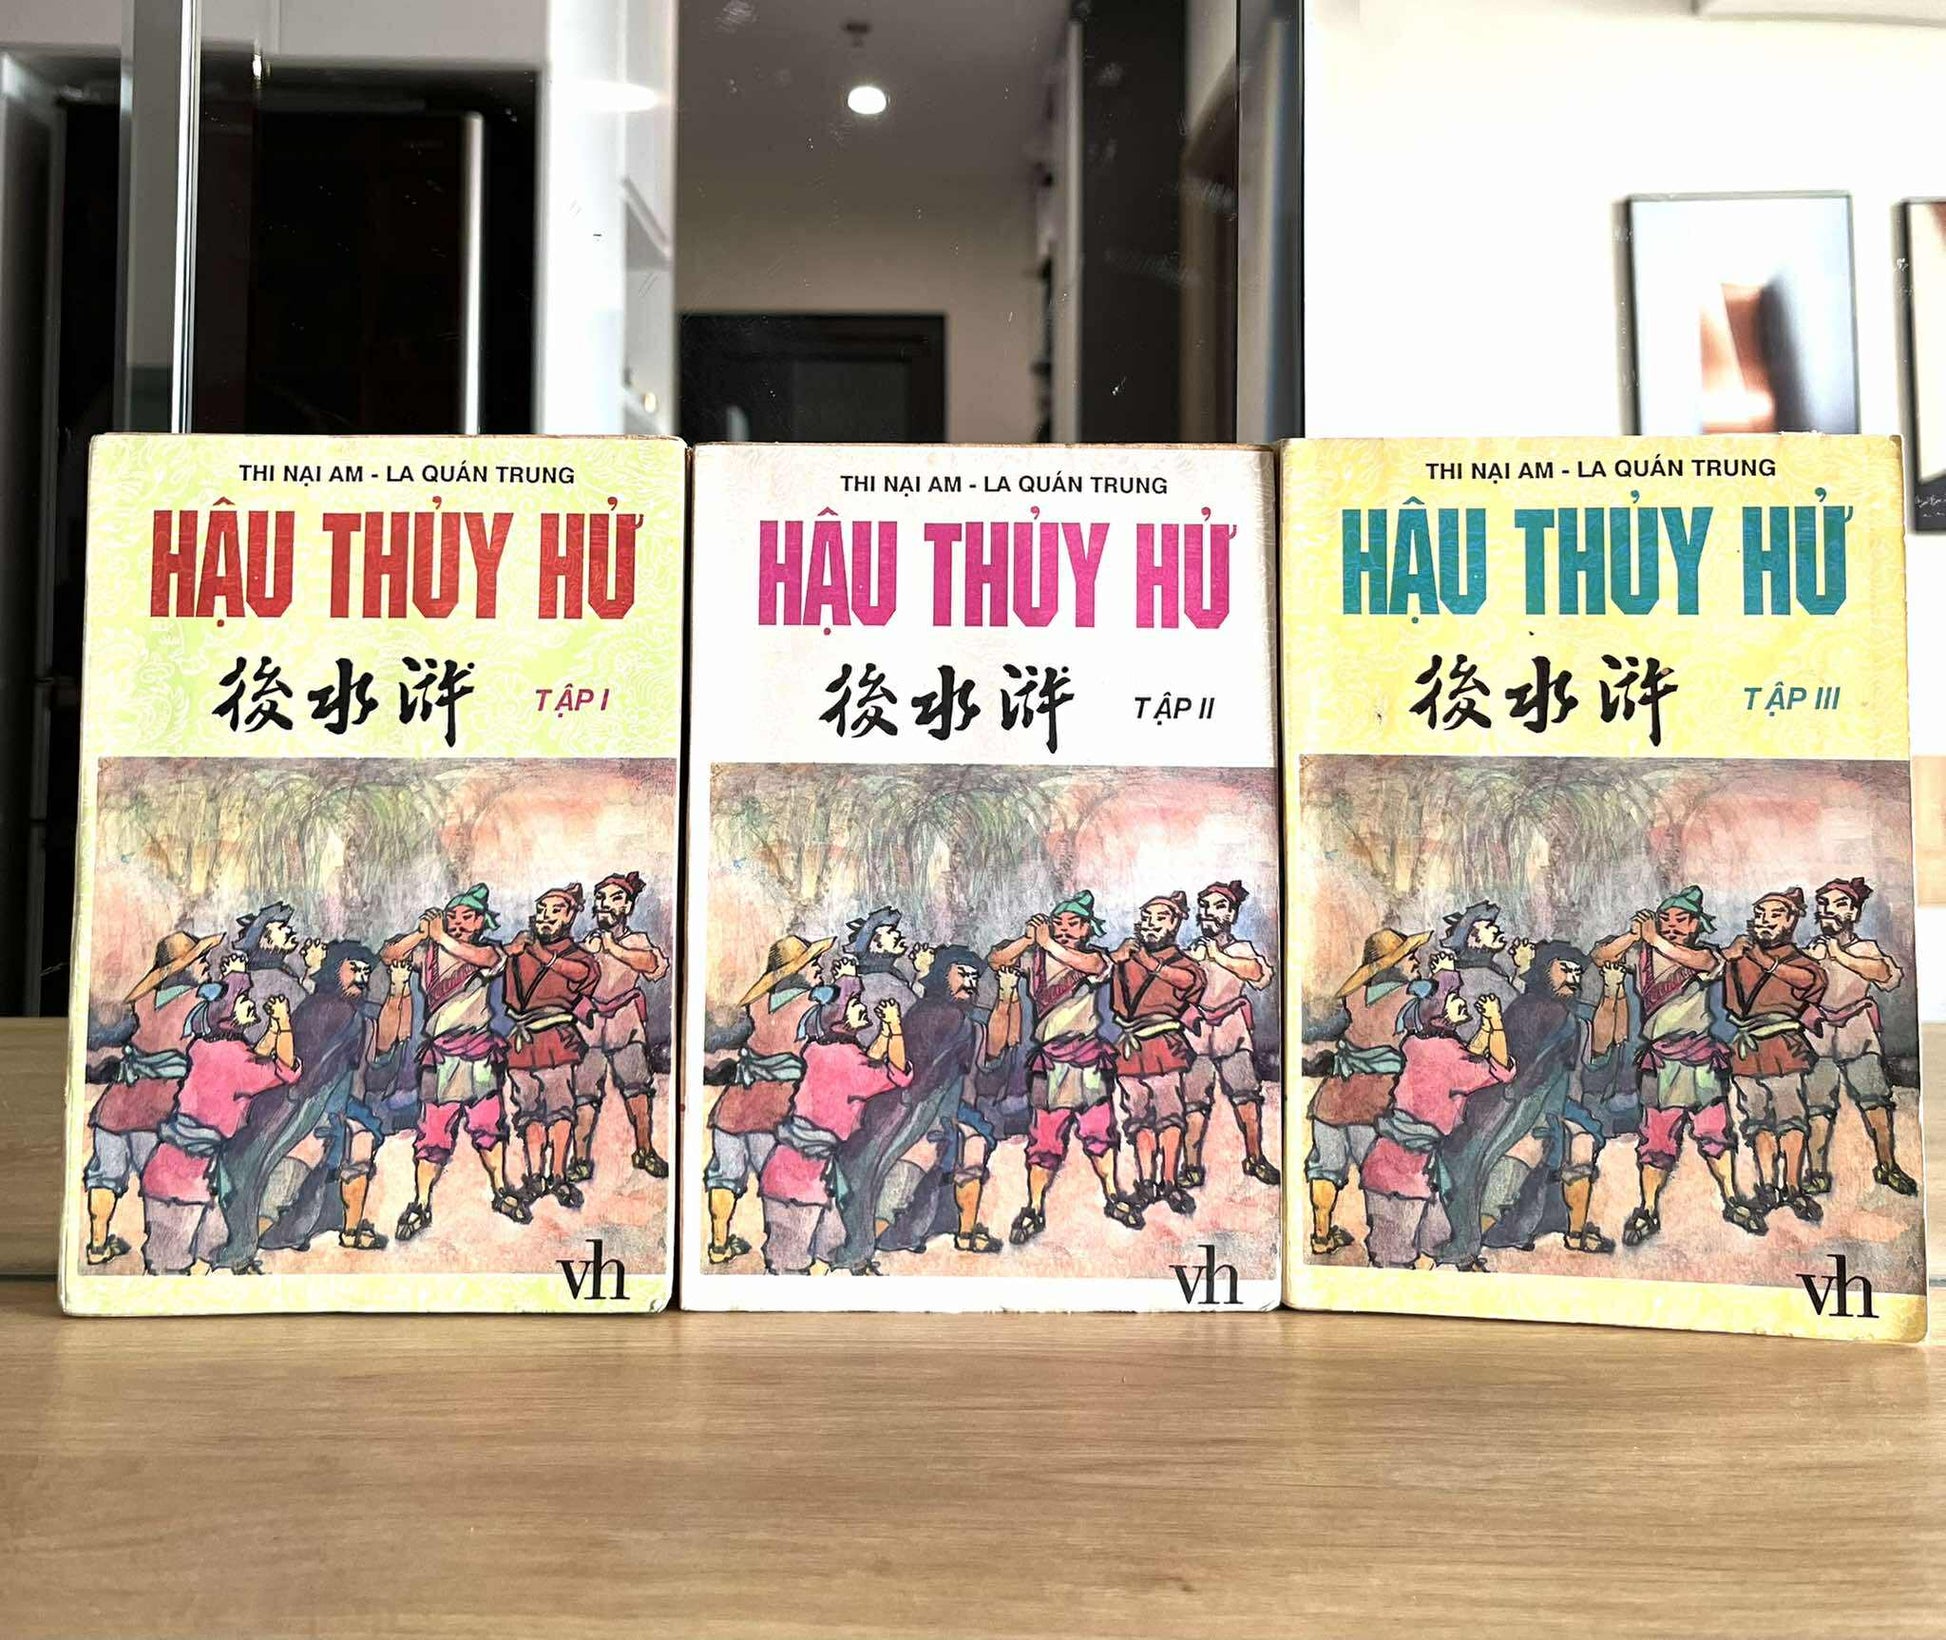 THI NẠI AM - LA QUÁN TRUNG
HẬU THỦY HỬ
後水滸
TẬP I
vh
THI NẠI AM - LA QUÁN TRUNG
HẬU THỦY HỬ
後水滸
TẬP II
vh
THI NẠI AM - LA QUÁN TRUNG
HẬU THỦY HỬ
後水滸
TẬP III
vh